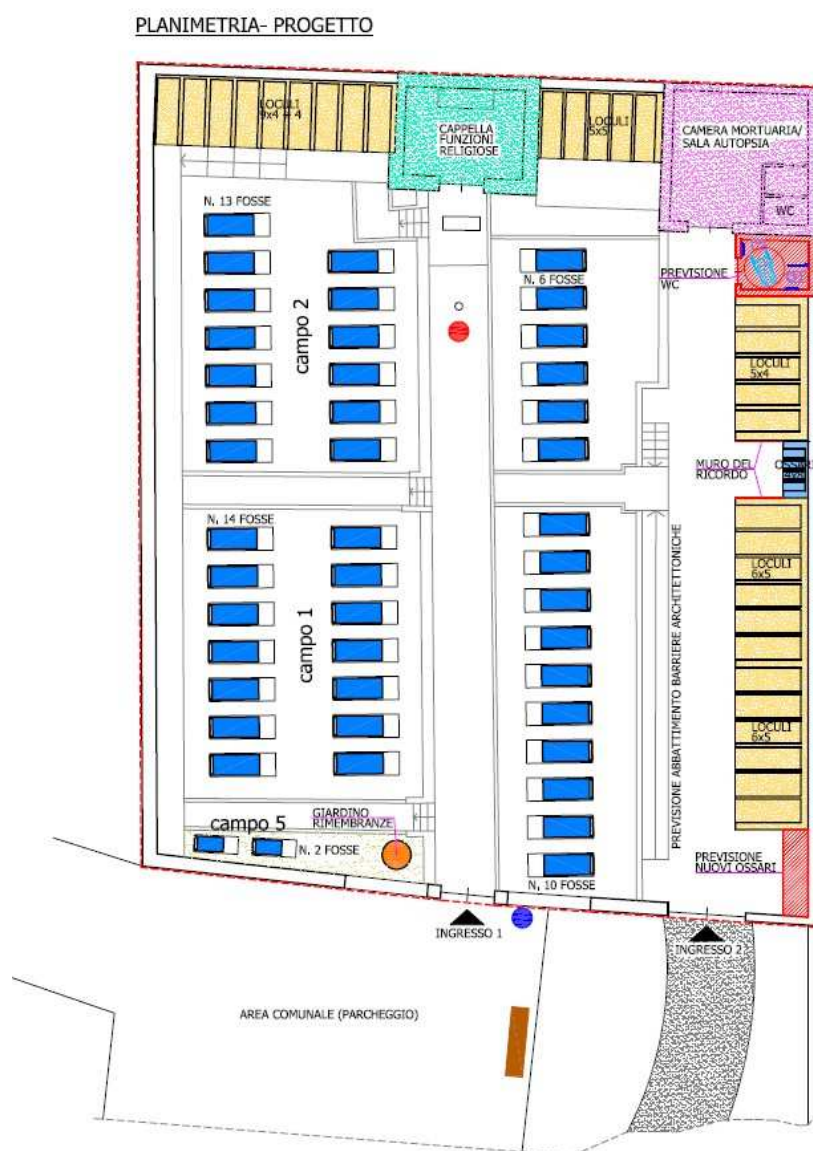 PLANIMETRIA- PROGETTO
LOCULI
9x4 + 4
CAPPELLA
FUNZIONI
RELIGIOSE
LOCULI
5x5
CAMERA MORTUARIA/
SALA AUTOPSIA
WC
N. 13 FOSSE
campo 2
N. 6 FOSSE
PREVISIONE
WC
LOCULI
5x4
MURO DEL
RICORDO
N. 14 FOSSE
campo 1
LOCULI
6x5
PREVISIONE ABBATTIMENTO BARRIERE ARCHITETTONICHE
LOCULI
6x5
campo 5
GIARDINO
RIMEMBRANZE
N. 2 FOSSE
N. 10 FOSSE
PREVISIONE
NUOVI OSSARI
INGRESSO 1
INGRESSO 2
AREA COMUNALE (PARCHEGGIO)